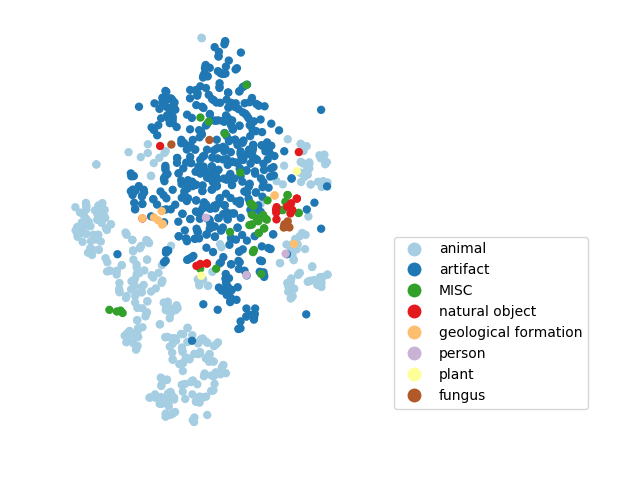 animal
artifact
MISC
natural object
geological formation
person
plant
fungus